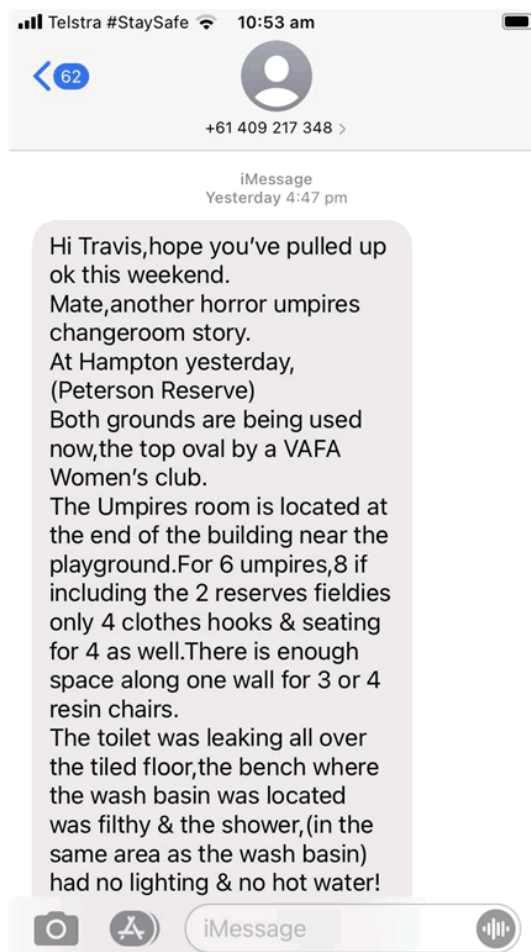 Telstra #StaySafe 10:53 am
62
+61 409 217 348
iMessage
Yesterday 4:47 pm
Hi Travis,hope you've pulled up
ok this weekend.
Mate,another horror umpires
changeroom story.
At Hampton yesterday,
(Peterson Reserve)
Both grounds are being used
now,the top oval by a VAFA
Women's club.
The Umpires room is located at
the end of the building near the
playground.For 6 umpires,8 if
including the 2 reserves fieldies
only 4 clothes hooks & seating
for 4 as well.There is enough
space along one wall for 3 or 4
resin chairs.
The toilet was leaking all over
the tiled floor,the bench where
the wash basin was located
was filthy & the shower,(in the
same area as the wash basin)
had no lighting & no hot water!
iMessage